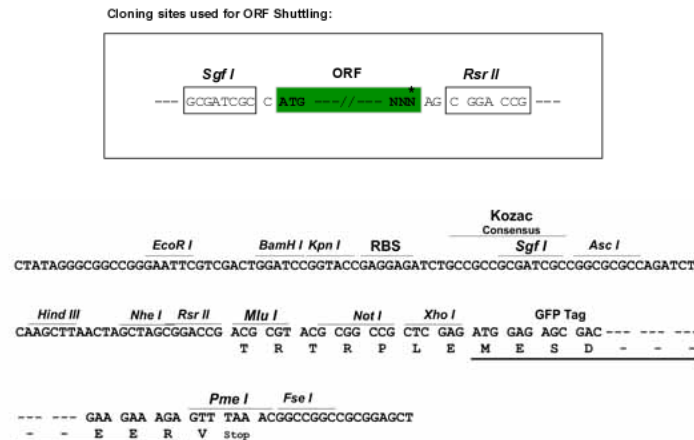 Cloning sites used for ORF Shuttling:
Sgf I ORF Rsr II
--- GCGATCGC C ATG ---//--- NNN* AG C GGA CCG ---
Kozac
Consensus
EcoR I BamH I Kpn I RBS Sgf I Asc I
CTATAGGGCGGCCGGGAATTCGTCGACTGGATCCGGTACCGAGGAGATCTGCCGCCGCGATCGCCGGCGCGCCAGATCT
Hind III Nhe I Rsr II Mlu I Not I Xho I GFP Tag
CAAGCTTAACTAGCTAGCGGACCG ACG CGT ACG CGG CCG CTC GAG ATG GAG AGC GAC --- --- ---
T R T R P L E M E S D - - -
Pme I Fse I
--- --- GAA GAA AGA GTT TAA ACGGCCGGCCGCGGAGCT
- - E E R V Stop